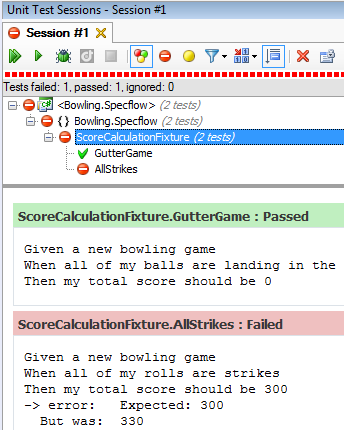 Unit Test Sessions - Session #1
Session #1
Tests failed: 1, passed: 1, ignored: 0
<Bowling.Specflow> (2 tests)
{} Bowling.Specflow (2 tests)
ScoreCalculationFixture (2 tests)
GutterGame
AllStrikes
ScoreCalculationFixture.GutterGame : Passed
Given a new bowling game
When all of my balls are landing in the
Then my total score should be 0
ScoreCalculationFixture.AllStrikes : Failed
Given a new bowling game
When all of my rolls are strikes
Then my total score should be 300
-> error: Expected: 300
But was: 330